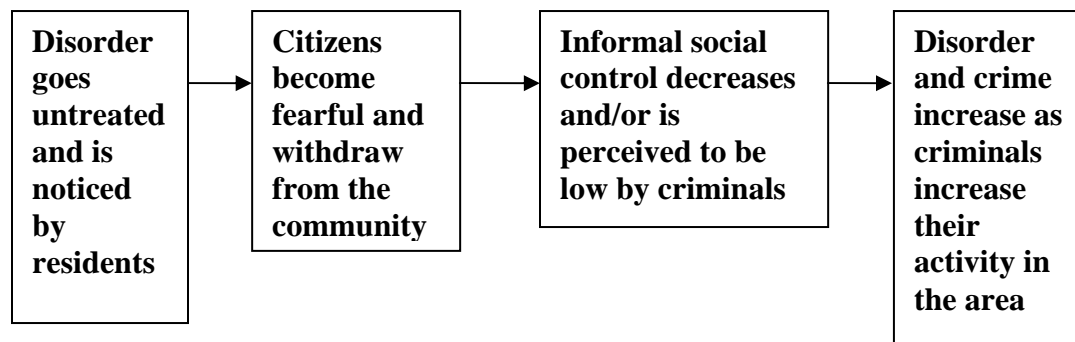 Disorder
goes
untreated
and is
noticed
by
residents
Citizens
become
fearful and
withdraw
from the
community
Informal social
control decreases
and/or is
perceived to be
low by criminals
Disorder
and crime
increase as
criminals
increase
their
activity in
the area